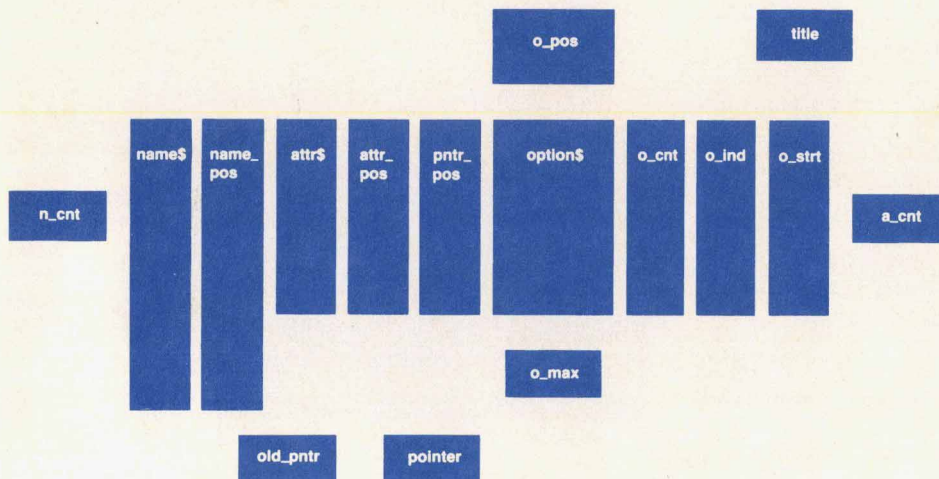 o_pos
title
name$
name_
pos
attr$
attr_
pos
pntr_
pos
option$
o_cnt
o_ind
o_strt
n_cnt
a_cnt
o_max
old_pntr
pointer